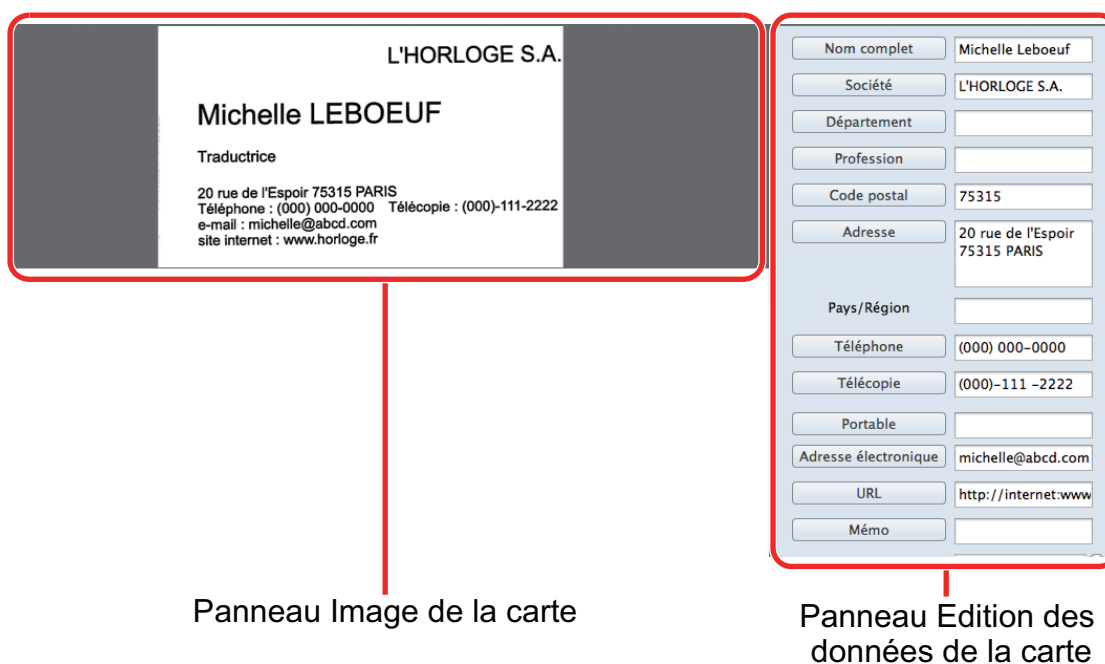 L'HORLOGE S.A.
Michelle LEBOEUF
Traductrice
20 rue de l'Espoir 75315 PARIS
Téléphone : (000) 000-0000 Télécopie : (000)-111-2222
e-mail : michelle@abcd.com
site internet : www.horloge.fr
Nom complet Michelle Leboeuf
Société L'HORLOGE S.A.
Département
Profession
Code postal 75315
Adresse 20 rue de l'Espoir
75315 PARIS
Pays/Région
Téléphone (000) 000-0000
Télécopie (000)-111 -2222
Portable
Adresse électronique michelle@abcd.com
URL http://internet:www
Mémo
Panneau Image de la carte
Panneau Edition des
données de la carte